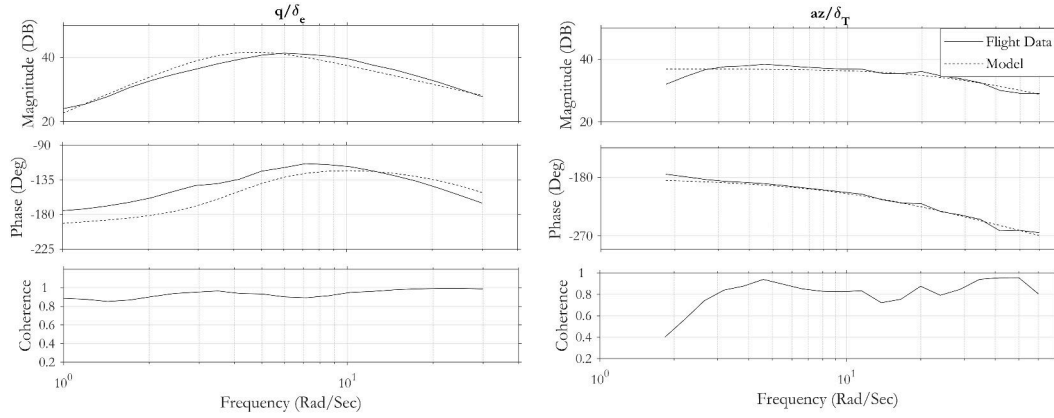 q/δe
Magnitude (DB)
40
20
Phase (Deg)
-90
-135
-180
-225
Coherence
1
0.8
0.6
0.4
0.2
10^0
10^1
Frequency (Rad/Sec)
az/δT
Flight Data
Model
Magnitude (DB)
40
20
Phase (Deg)
-180
-270
Coherence
1
0.8
0.6
0.4
0.2
10^0
10^1
Frequency (Rad/Sec)